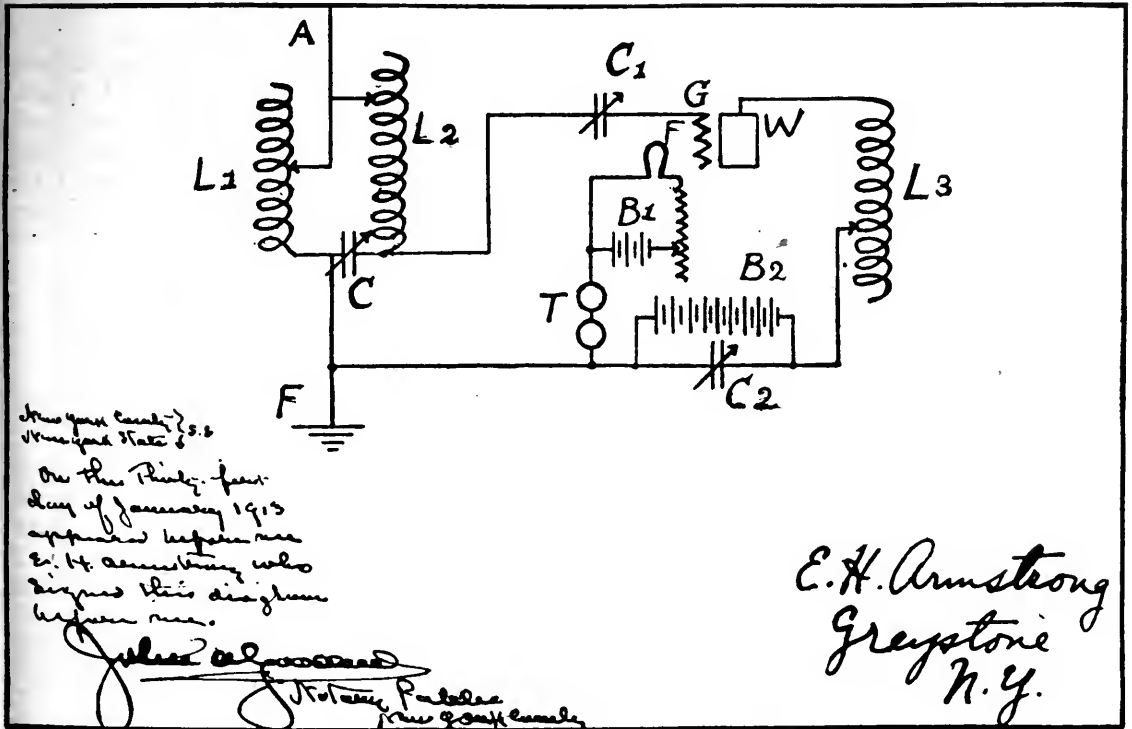 A
C1
G
F
W
L2
L1
L3
B1
B2
C
T
C2
F
New York County } s.s
New York State
On this Thirty-first
day of January 1913
appeared before me
E. H. Armstrong who
signed this diagram
before me.
Notary Public
New York County
E.H. Armstrong
Greystone
N.Y.